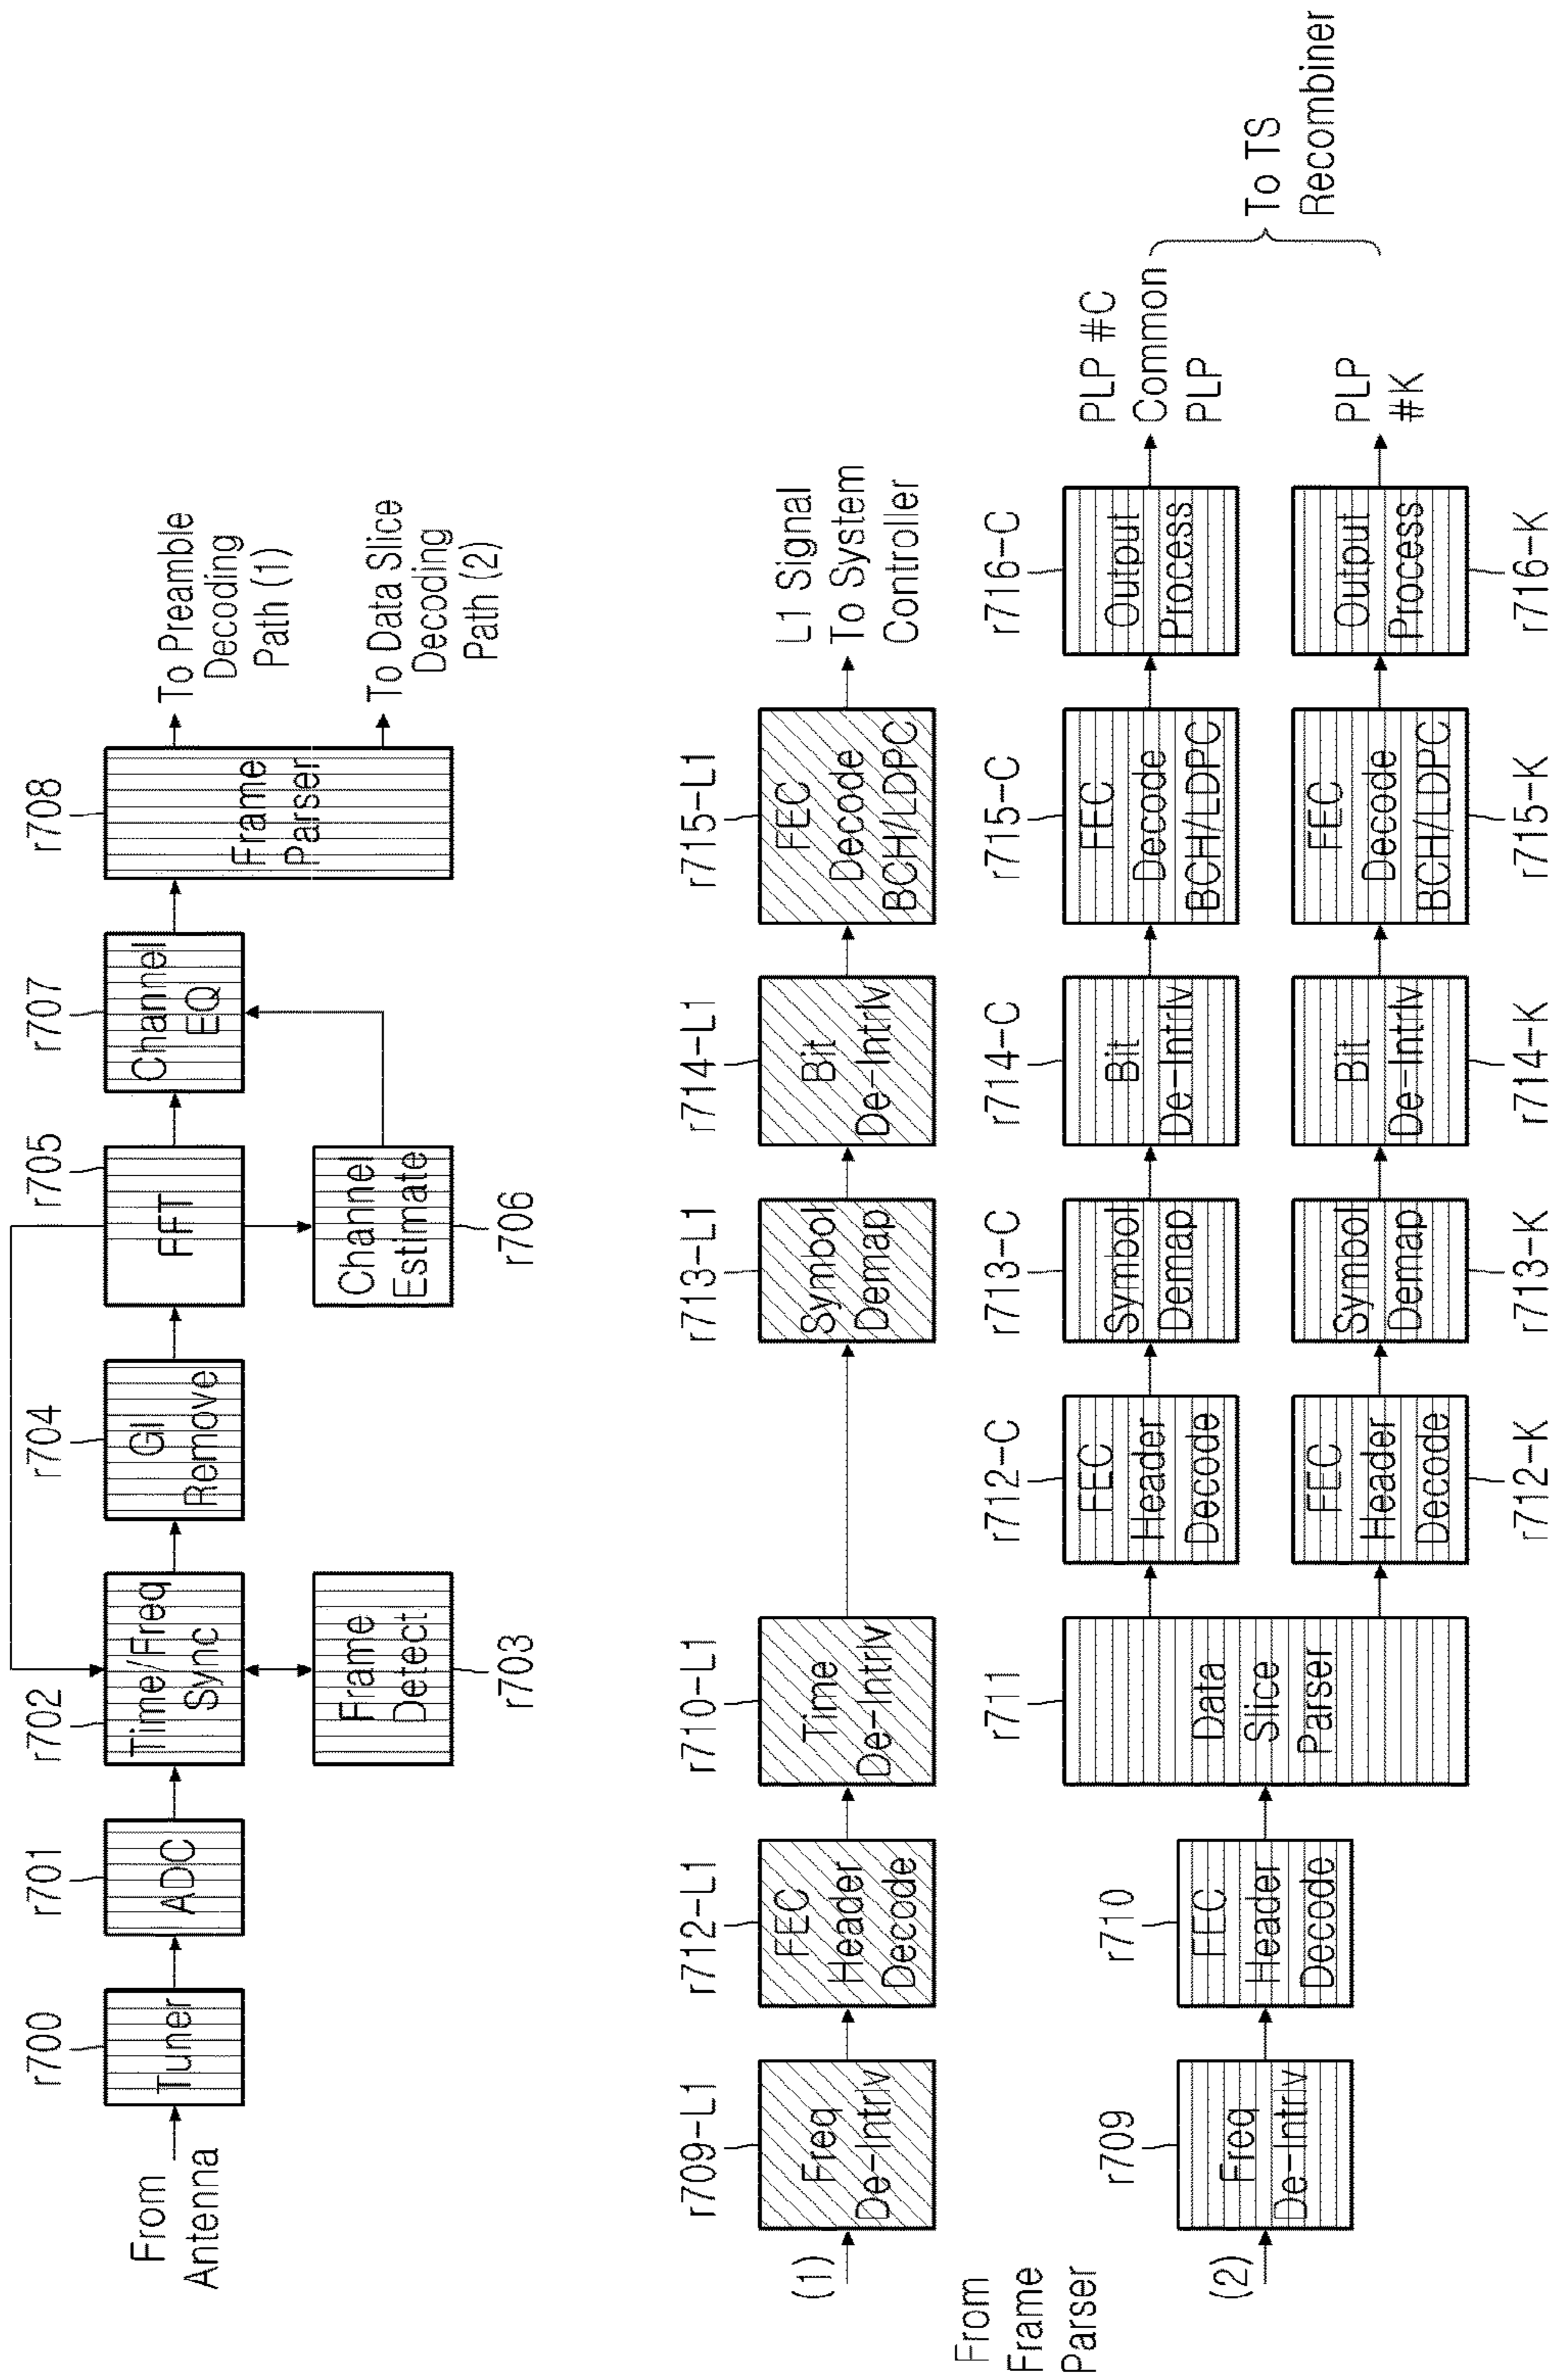 r700
r701
r702
r704
r705
r707
r708
From
Antenna
Tuner
ADC
Time/Freq
Sync
GI
Remove
FFT
Channel
EQ
Frame
Parser
To Preamble
Decoding
Path (1)
To Data Slice
Decoding
Path (2)
Frame
Detect
Channel
Estimate
r703
r706
r709-L1
r712-L1
r710-L1
r713-L1
r714-L1
r715-L1
(1)
Freq
De-Intrlv
FEC
Header
Decode
Time
De-Intrlv
Symbol
Demap
Bit
De-Intrlv
FEC
Decode
BCH/LDPC
L1 Signal
To System
Controller
From
Frame
Parser
r709
r710
r711
r712-C
r713-C
r714-C
r715-C
r716-C
(2)
Freq
De-Intrlv
FEC
Header
Decode
Data
Slice
Parser
FEC
Header
Decode
Symbol
Demap
Bit
De-Intrlv
FEC
Decode
BCH/LDPC
Output
Process
PLP #C
Common
PLP
FEC
Header
Decode
Symbol
Demap
Bit
De-Intrlv
FEC
Decode
BCH/LDPC
Output
Process
PLP
#K
To TS
Recombiner
r712-K
r713-K
r714-K
r715-K
r716-K